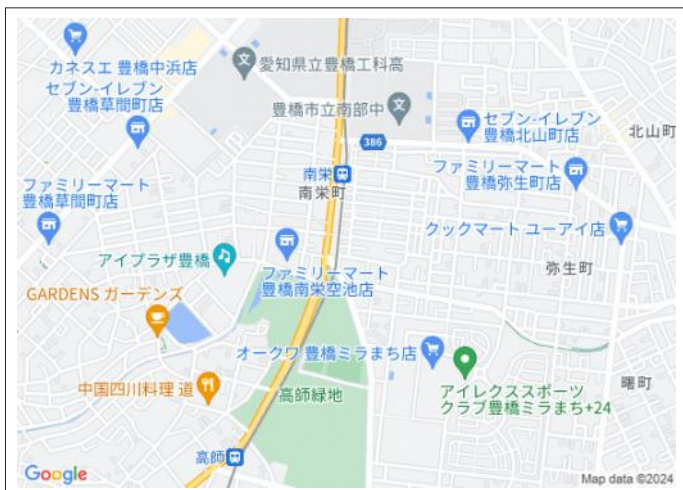 カネスエ 豊橋中浜店
セブン-イレブン
豊橋草間町店
愛知県立豊橋工科高
豊橋市立南部中
386
セブン-イレブン
豊橋北山町店
北山町
ファミリーマート
豊橋弥生町店
南栄
南栄町
ファミリーマート
豊橋草間町店
クックマート ユーアイ店
アイプラザ豊橋
ファミリーマート
豊橋南栄空池店
弥生町
GARDENS ガーデンズ
オークワ 豊橋ミラまち店
中国四川料理 道
高師緑地
アイレクススポーツ
クラブ豊橋ミラまち+24
曙町
高師
Google
Map data ©2024